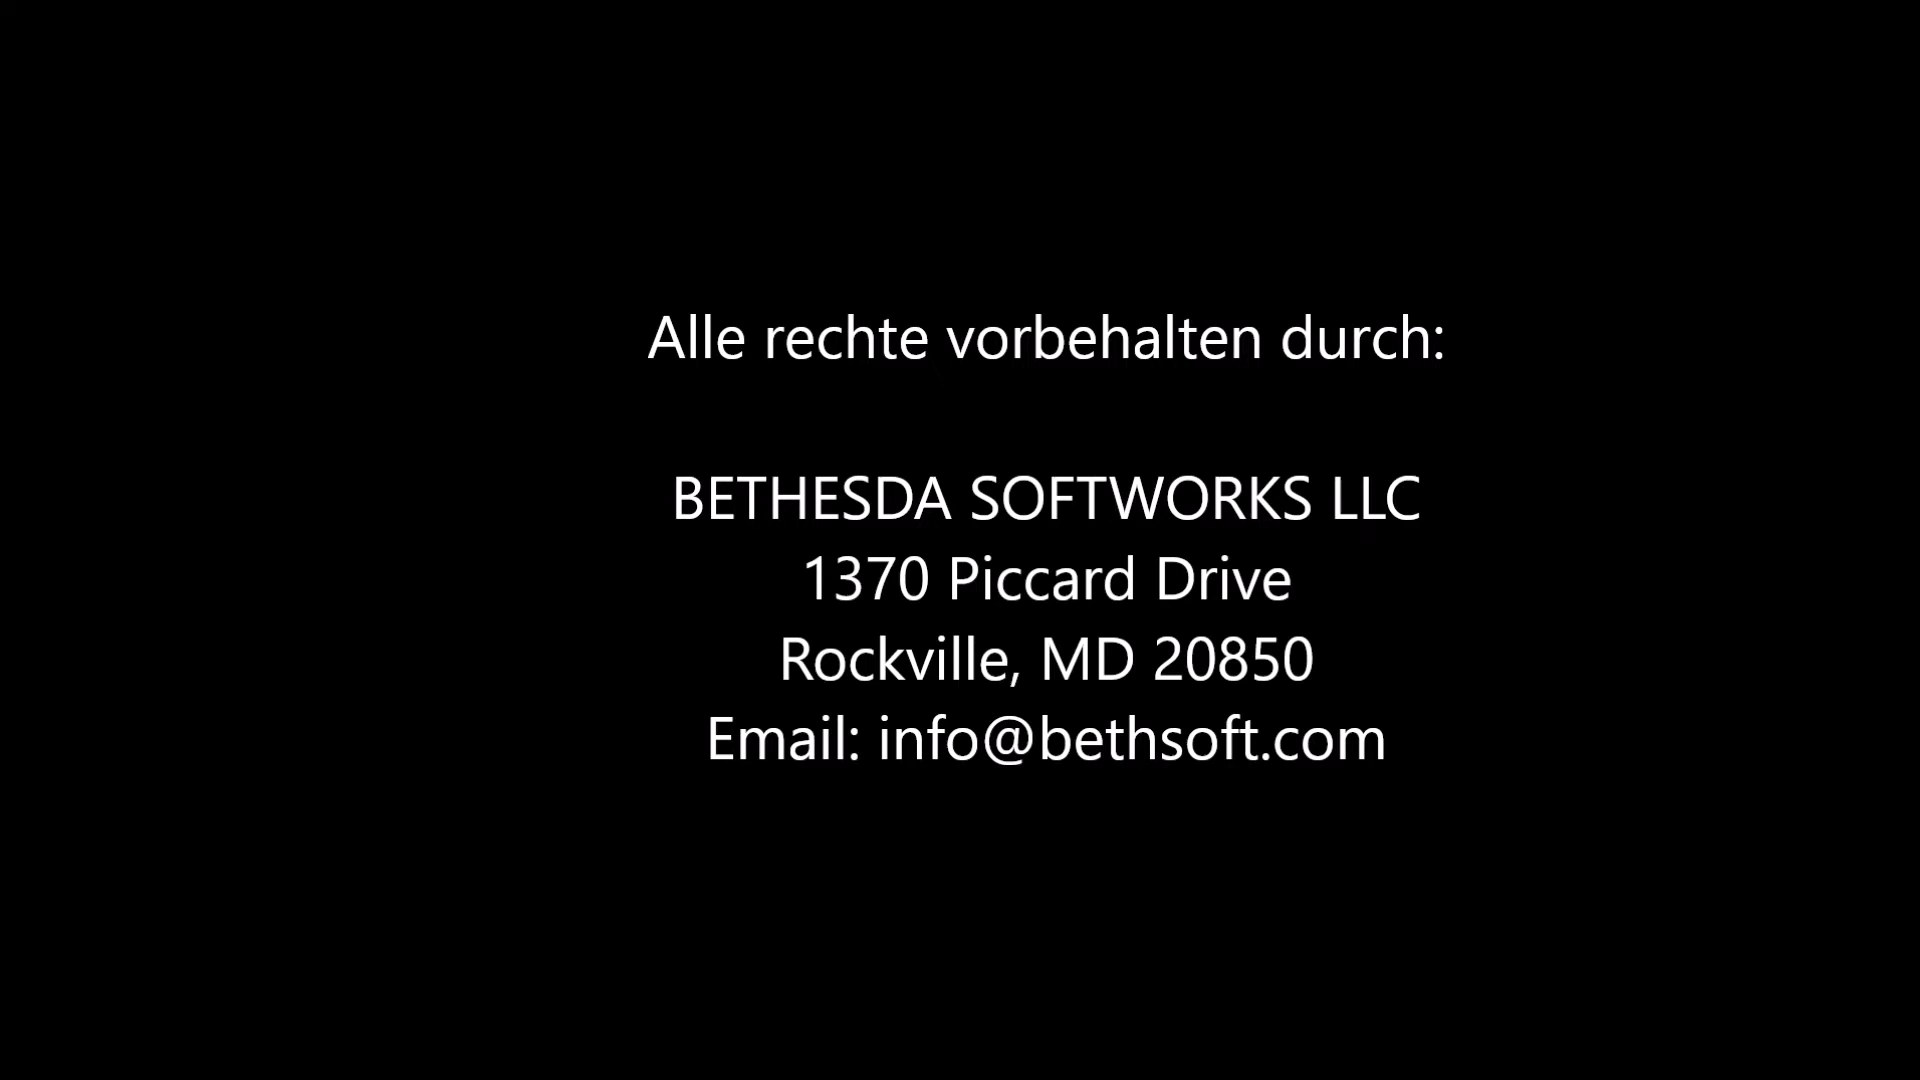 Alle rechte vorbehalten durch:
BETHESDA SOFTWORKS LLC
1370 Piccard Drive
Rockville, MD 20850
Email: info@bethsoft.com